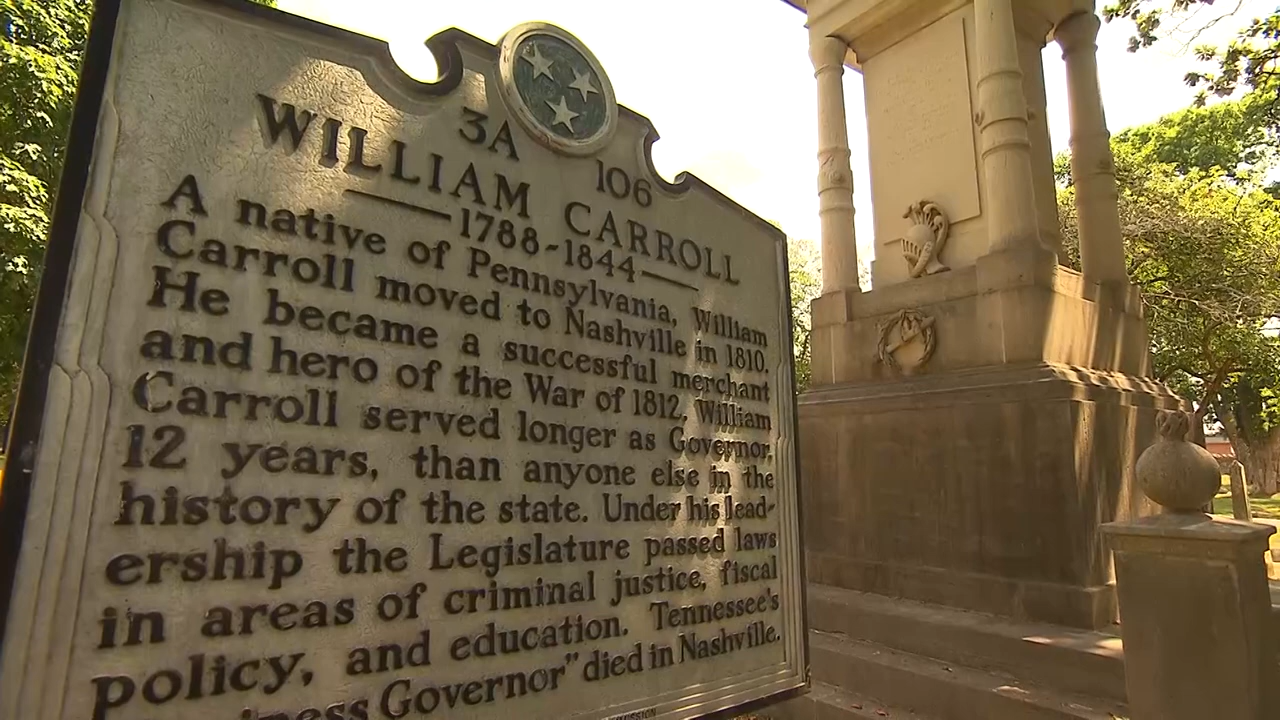 3A 106
WILLIAM CARROLL
1788-1844
A native of Pennsylvania, William
Carroll moved to Nashville in 1810.
He became a successful merchant
and hero of the War of 1812. William
Carroll served longer as Governor,
12 years, than anyone else in the
history of the state. Under his lead-
ership the Legislature passed laws
in areas of criminal justice, fiscal
policy, and education. Tennessee's
Governor" died in Nashville.